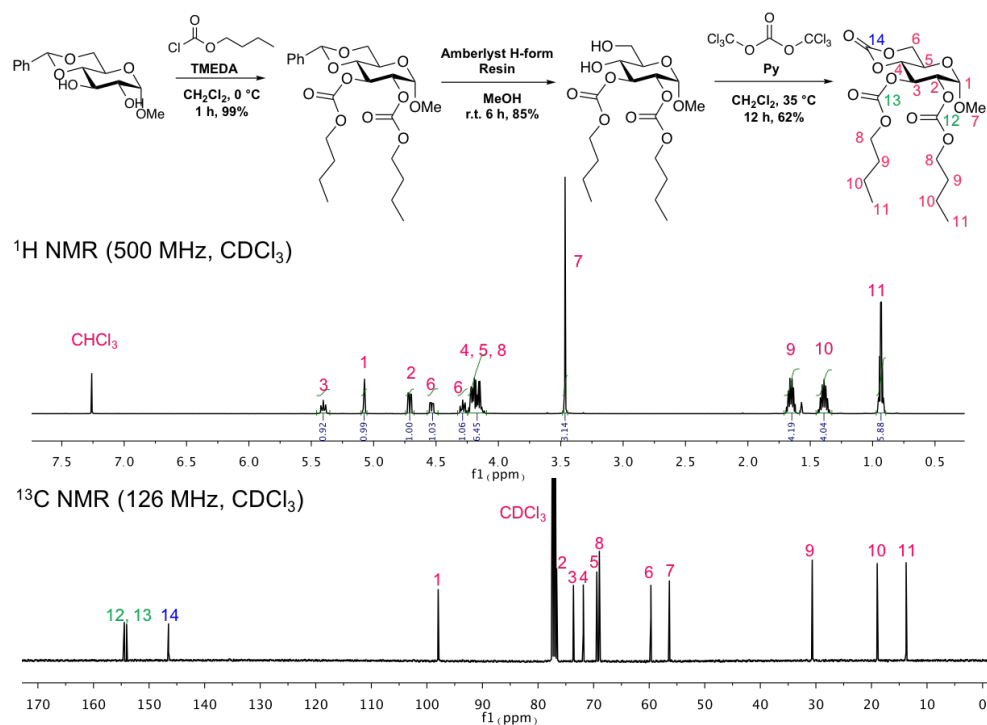 Cl
O
O
TMEDA
CH2Cl2, 0 °C
1 h, 99%
Amberlyst H-form
Resin
MeOH
r.t. 6 h, 85%
Cl3C O O CCl3
O
Py
CH2Cl2, 35 °C
12 h, 62%
Ph O O O
HO
OH
OMe
Ph O O O
O O OMe
O O
O O
HO
HO O
O O OMe
O O
O O
O 14 O 6
O 5 O
4 1
3 2 OMe
O 13 O 12 7
O O
O O
8 8
9 9
10 10
11 11
¹H NMR (500 MHz, CDCl₃)
CHCl₃
3
1
2
6
6
4, 5, 8
7
9
10
11
0.92
0.99
1.00
1.03
1.06
6.45
3.14
4.19
4.04
5.88
7.5 7.0 6.5 6.0 5.5 5.0 4.5 4.0 3.5 3.0 2.5 2.0 1.5 1.0 0.5
f1 (ppm)
¹³C NMR (126 MHz, CDCl₃)
CDCl₃
12, 13
14
1
2
3
4
5
8
6
7
9
10
11
170 160 150 140 130 120 110 100 90 80 70 60 50 40 30 20 10 0
f1 (ppm)